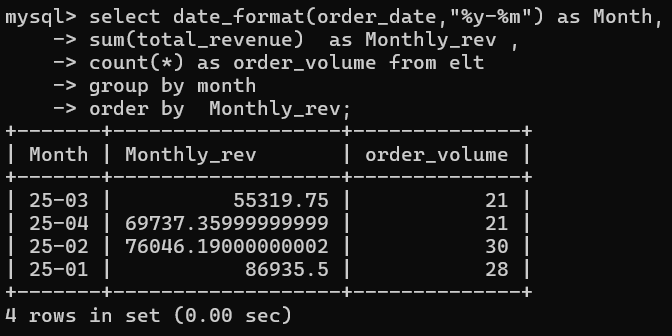 mysql> select date_format(order_date,"%y-%m") as Month,
    -> sum(total_revenue)  as Monthly_rev ,
    -> count(*) as order_volume from elt
    -> group by month
    -> order by  Monthly_rev;
+-------+-------------------+--------------+
| Month | Monthly_rev       | order_volume |
+-------+-------------------+--------------+
| 25-03 |          55319.75 |           21 |
| 25-04 | 69737.35999999999 |           21 |
| 25-02 | 76046.19000000002 |           30 |
| 25-01 |           86935.5 |           28 |
+-------+-------------------+--------------+
4 rows in set (0.00 sec)